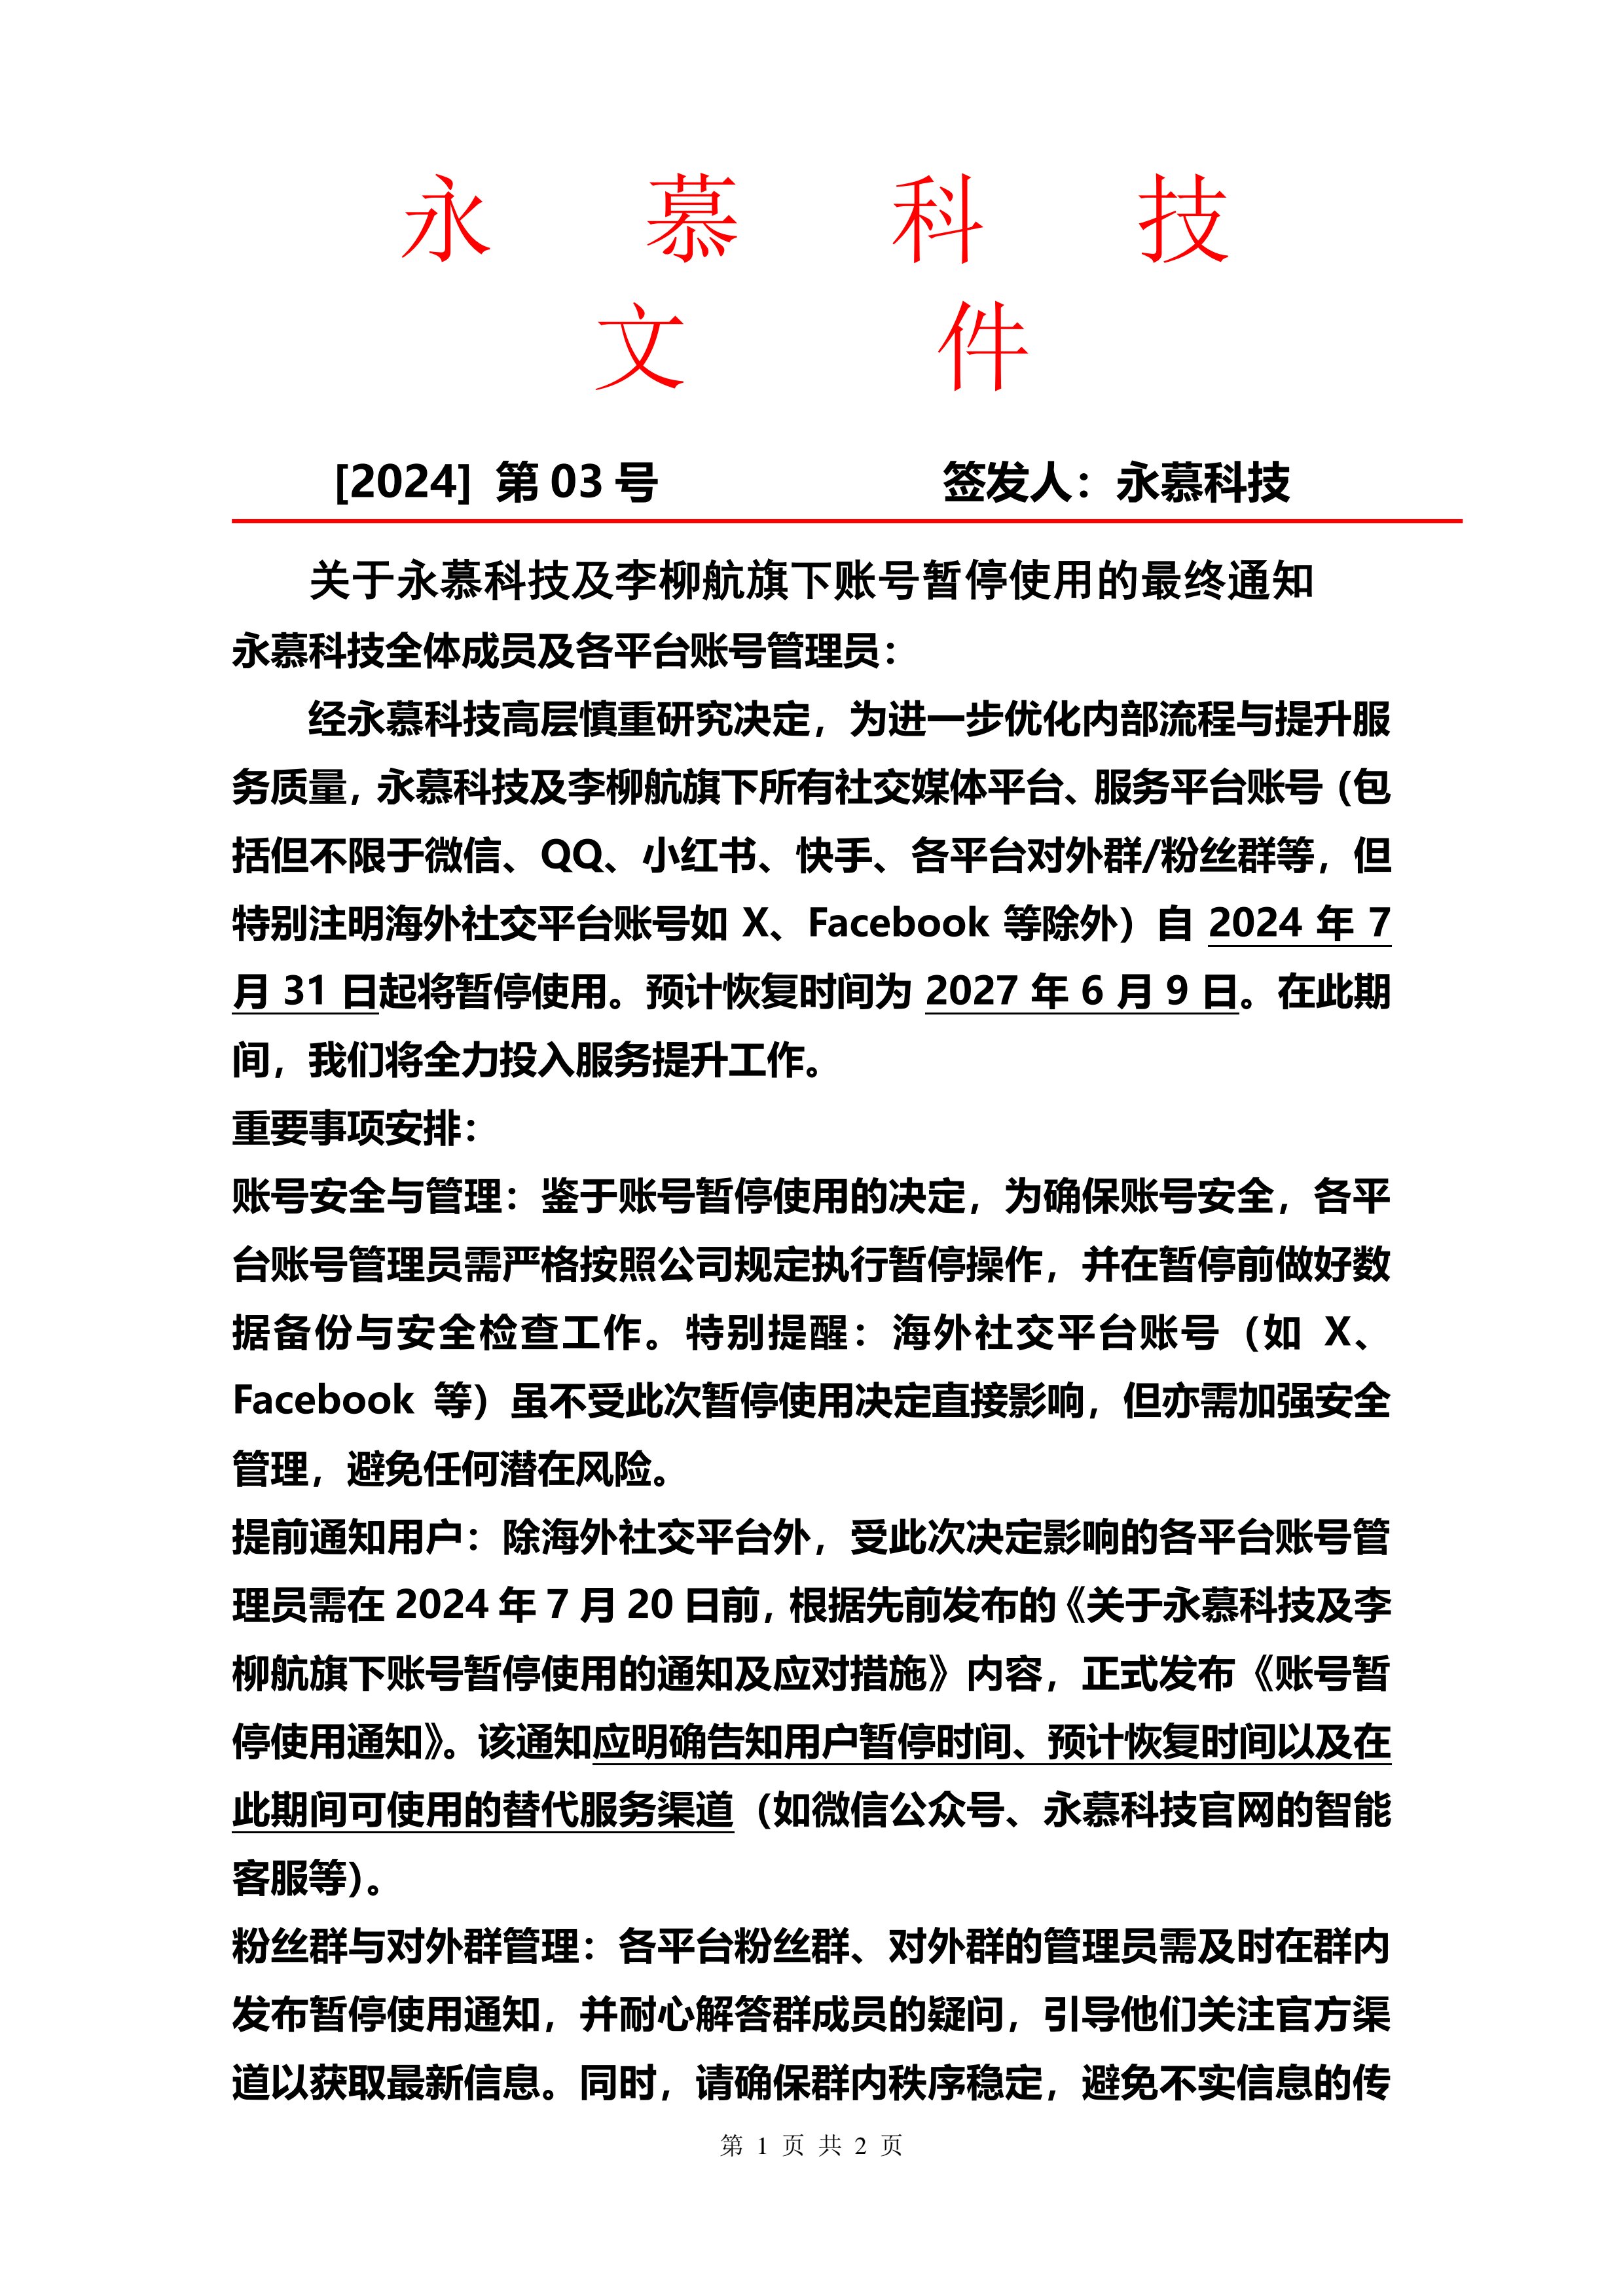 永慕科技
文件
[2024] 第 03 号 签发人：永慕科技
关于永慕科技及李柳航旗下账号暂停使用的最终通知
永慕科技全体成员及各平台账号管理员：
经永慕科技高层慎重研究决定，为进一步优化内部流程与提升服
务质量，永慕科技及李柳航旗下所有社交媒体平台、服务平台账号（包
括但不限于微信、QQ、小红书、快手、各平台对外群/粉丝群等，但
特别注明海外社交平台账号如 X、Facebook 等除外）自 2024 年 7
月 31 日起将暂停使用。预计恢复时间为 2027 年 6 月 9 日。在此期
间，我们将全力投入服务提升工作。
重要事项安排：
账号安全与管理：鉴于账号暂停使用的决定，为确保账号安全，各平
台账号管理员需严格按照公司规定执行暂停操作，并在暂停前做好数
据备份与安全检查工作。特别提醒：海外社交平台账号（如 X、
Facebook 等）虽不受此次暂停使用决定直接影响，但亦需加强安全
管理，避免任何潜在风险。
提前通知用户：除海外社交平台外，受此次决定影响的各平台账号管
理员需在 2024 年 7 月 20 日前，根据先前发布的《关于永慕科技及李
柳航旗下账号暂停使用的通知及应对措施》内容，正式发布《账号暂
停使用通知》。该通知应明确告知用户暂停时间、预计恢复时间以及在
此期间可使用的替代服务渠道（如微信公众号、永慕科技官网的智能
客服等）。
粉丝群与对外群管理：各平台粉丝群、对外群的管理员需及时在群内
发布暂停使用通知，并耐心解答群成员的疑问，引导他们关注官方渠
道以获取最新信息。同时，请确保群内秩序稳定，避免不实信息的传
第 1 页 共 2 页